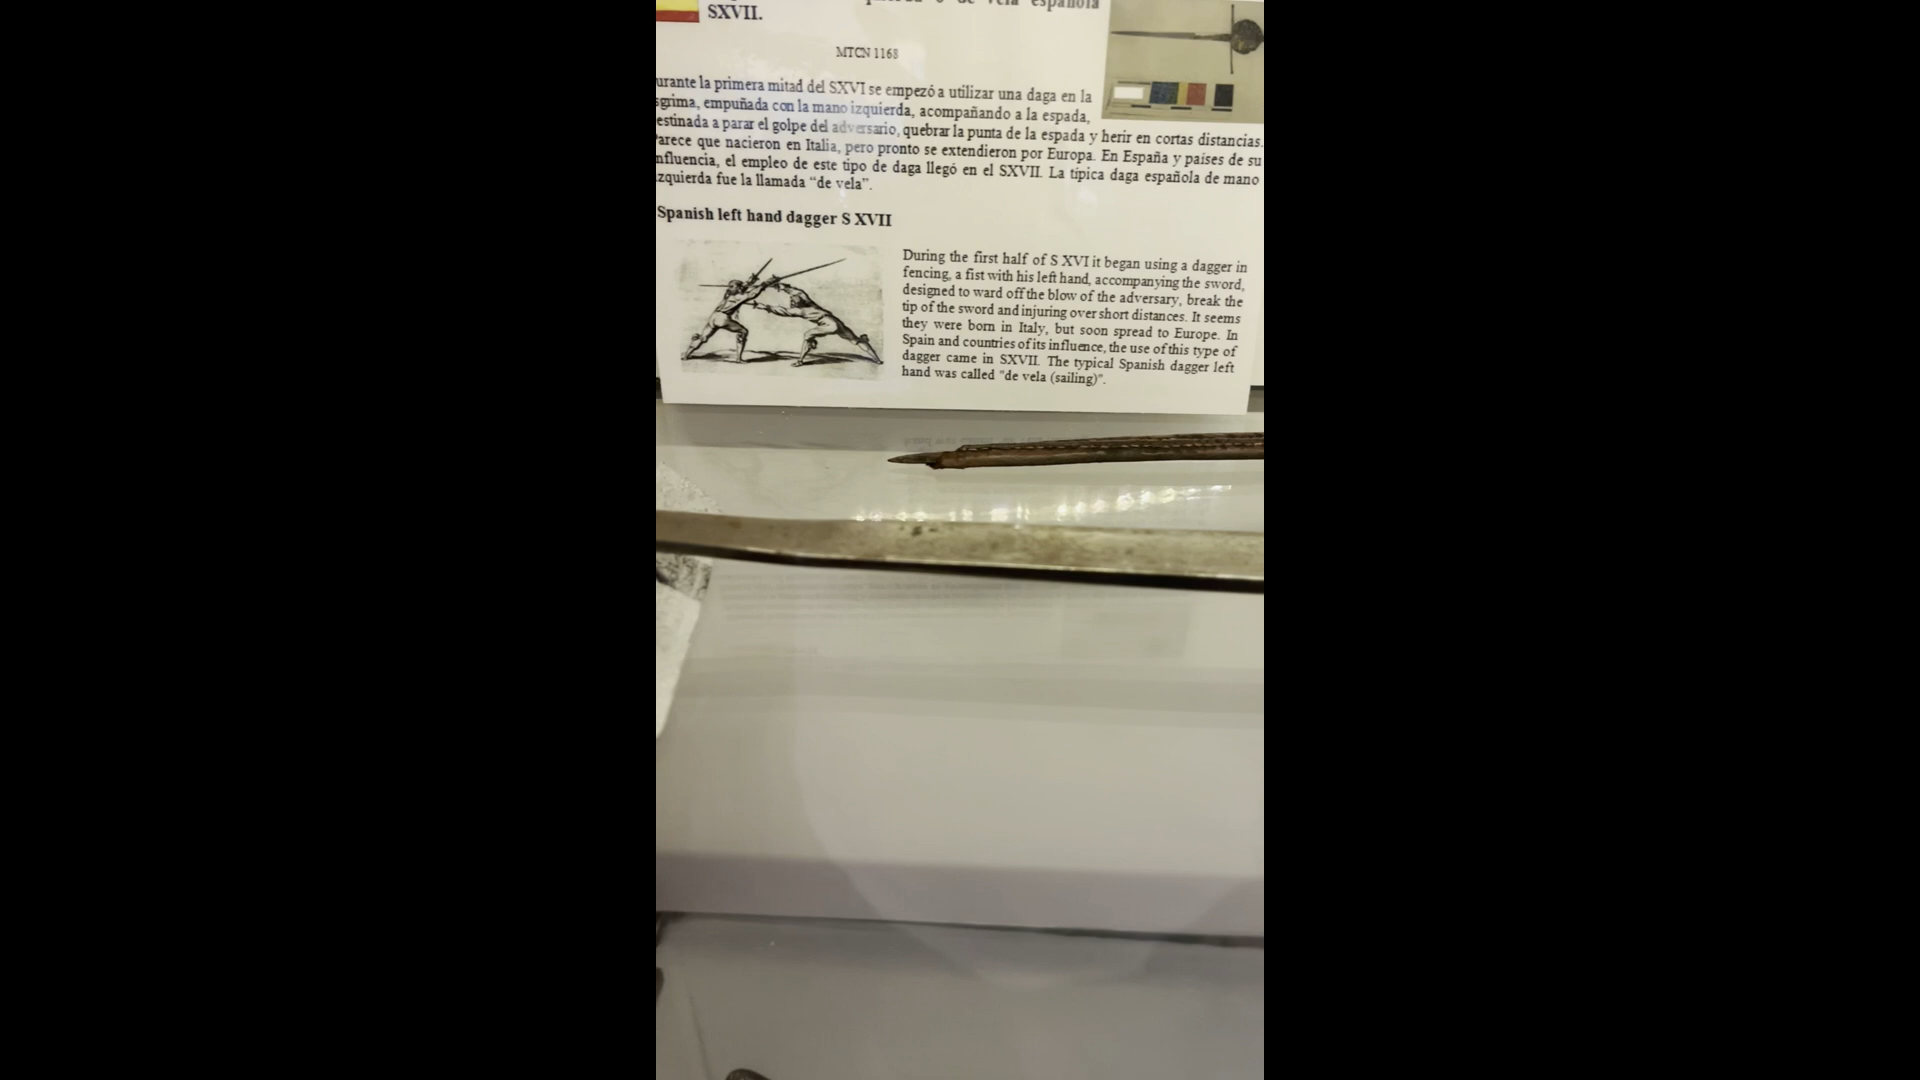 de vela española
SXVII.
MTCN 1168
urante la primera mitad del SXVI se empezó a utilizar una daga en la
sgrima, empuñada con la mano izquierda, acompañando a la espada,
estinada a parar el golpe del adversario, quebrar la punta de la espada y herir en cortas distancias.
arece que nacieron en Italia, pero pronto se extendieron por Europa. En España y países de su
nfluencia, el empleo de este tipo de daga llegó en el SXVII. La típica daga española de mano
zquierda fue la llamada “de vela”.
Spanish left hand dagger S XVII
During the first half of S XVI it began using a dagger in
fencing, a fist with his left hand, accompanying the sword,
designed to ward off the blow of the adversary, break the
tip of the sword and injuring over short distances. It seems
they were born in Italy, but soon spread to Europe. In
Spain and countries of its influence, the use of this type of
dagger came in SXVII. The typical Spanish dagger left
hand was called "de vela (sailing)".